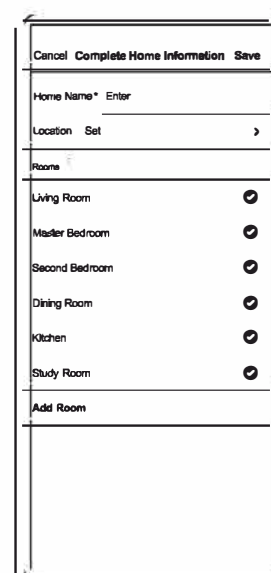 Cancel Complete Home Information Save
Home Name* Enter
Location Set
Rooms
Living Room
Master Bedroom
Second Bedroom
Dining Room
Kitchen
Study Room
Add Room